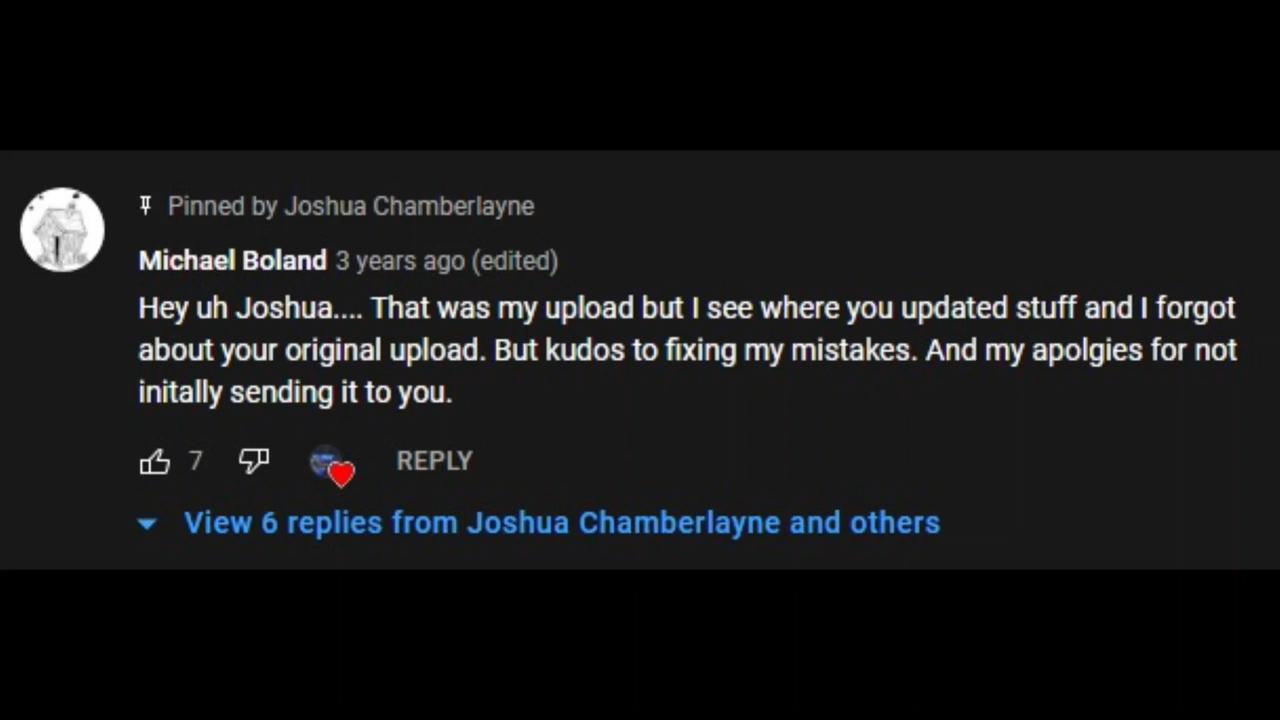 Pinned by Joshua Chamberlayne
Michael Boland 3 years ago (edited)
Hey uh Joshua.... That was my upload but I see where you updated stuff and I forgot
about your original upload. But kudos to fixing my mistakes. And my apolgies for not
initally sending it to you.
7 REPLY
View 6 replies from Joshua Chamberlayne and others